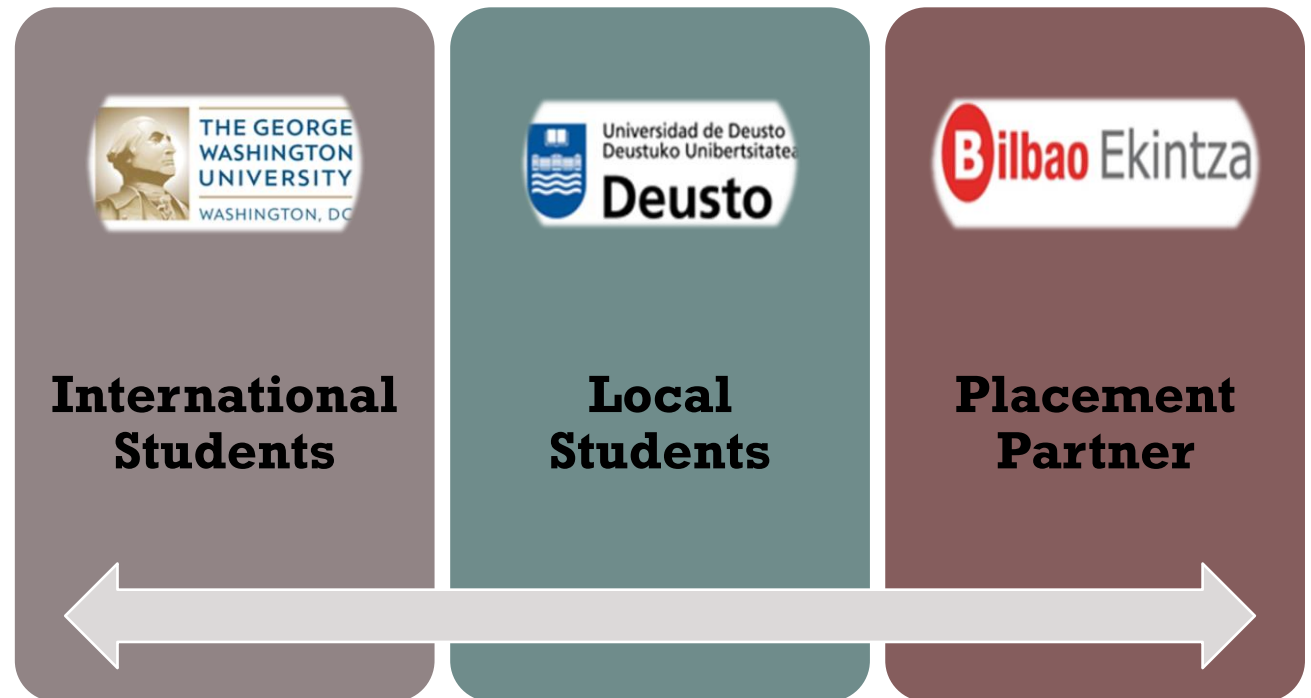 THE GEORGE
WASHINGTON
UNIVERSITY
WASHINGTON, DC
International
Students
Universidad de Deusto
Deustuko Unibertsitatea
Deusto
Local
Students
Bilbao Ekintza
Placement
Partner